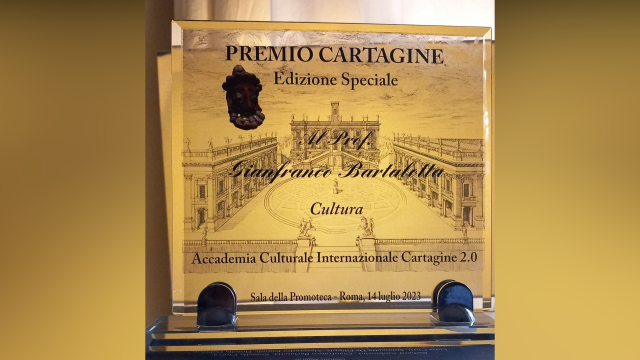 PREMIO CARTAGINE
Edizione Speciale
Al Prof.
Gianfranco Bartalotta
Cultura
Accademia Culturale Internazionale Cartagine 2.0
Sala della Promoteca - Roma, 14 luglio 2023